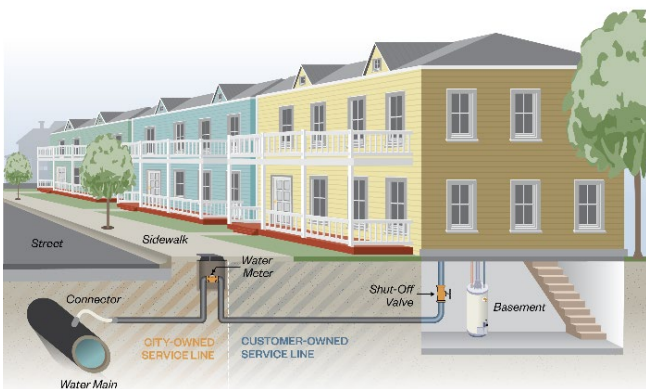 Street
Sidewalk
Water
Meter
Connector
Shut-Off
Valve
Basement
CITY-OWNED
SERVICE LINE
CUSTOMER-OWNED
SERVICE LINE
Water Main